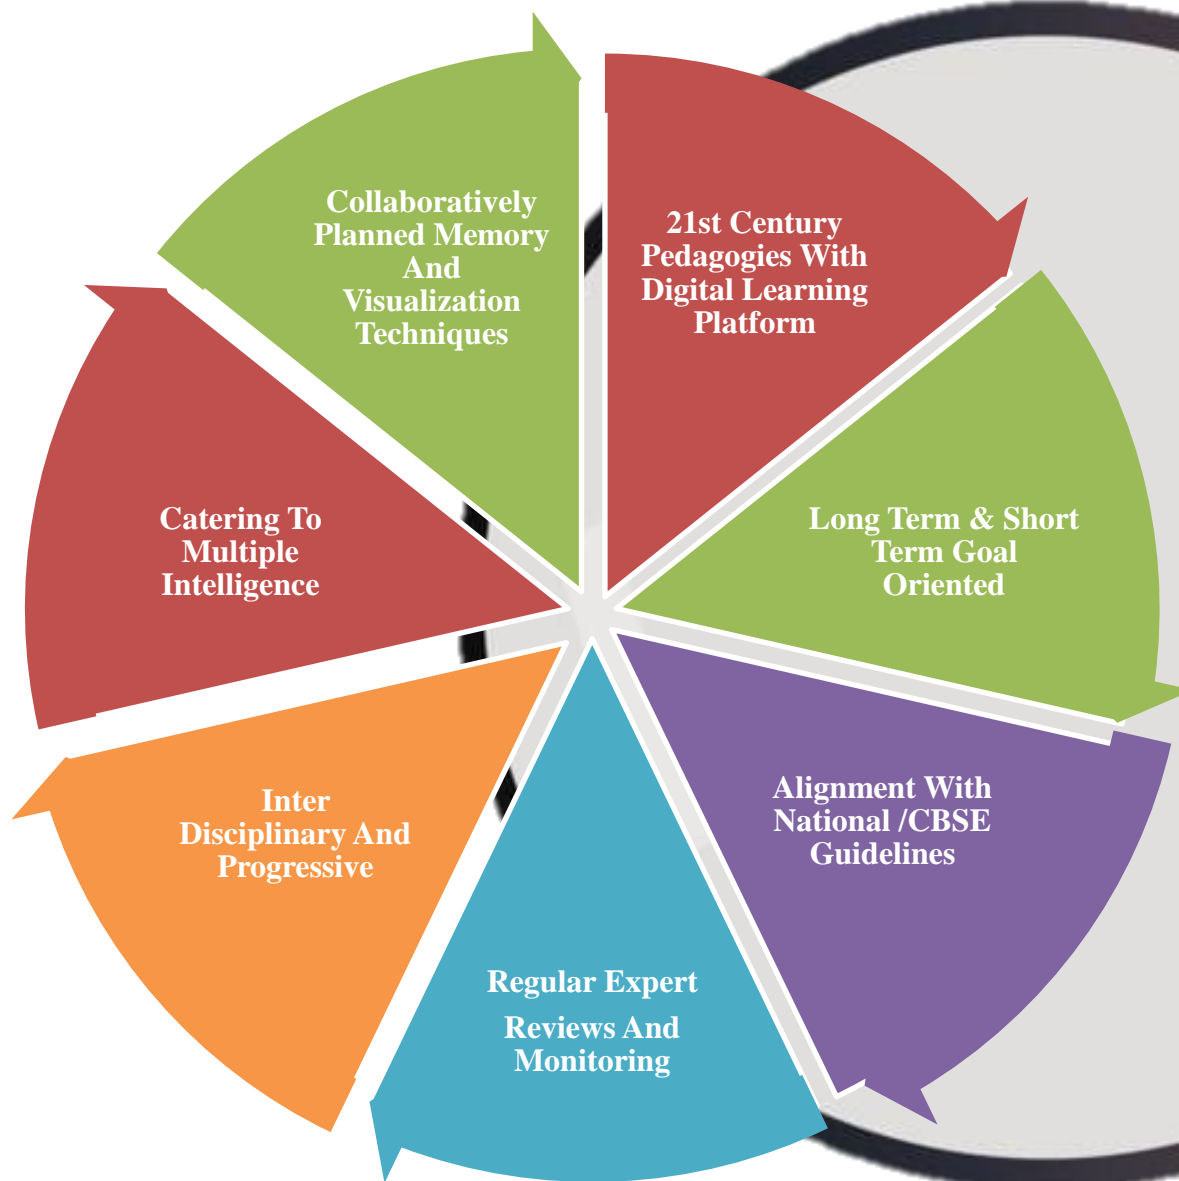 Collaboratively
Planned Memory
And
Visualization
Techniques
21st Century
Pedagogies With
Digital Learning
Platform
Long Term & Short
Term Goal
Oriented
Alignment With
National /CBSE
Guidelines
Regular Expert
Reviews And
Monitoring
Inter
Disciplinary And
Progressive
Catering To
Multiple
Intelligence